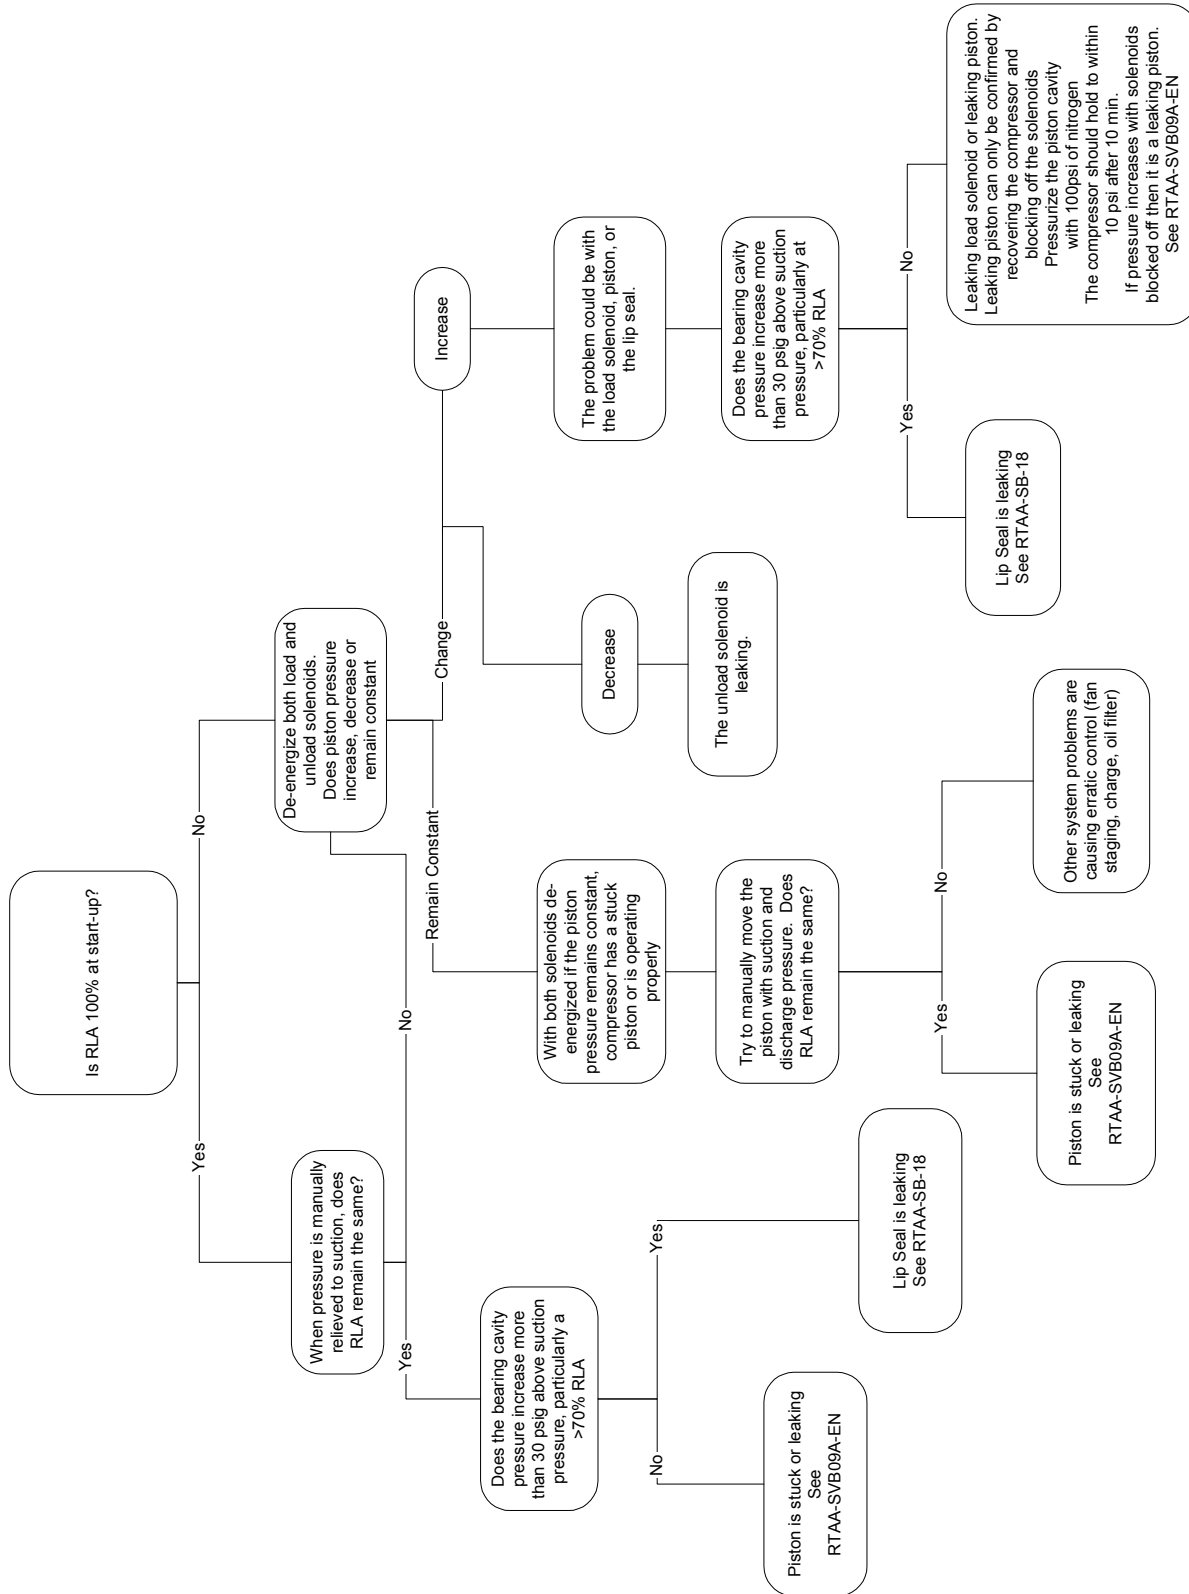 Is RLA 100% at start-up?
Yes
No
When pressure is manually
relieved to suction, does
RLA remain the same?
De-energize both load and
unload solenoids.
Does piston pressure
increase, decrease or
remain constant
Yes
No
Remain Constant
Change
Does the bearing cavity
pressure increase more
than 30 psig above suction
pressure, particularly a
>70% RLA
With both solenoids de-
energized if the piston
pressure remains constant,
compressor has a stuck
piston or is operating
properly
Decrease
Increase
No
Yes
Try to manually move the
piston with suction and
discharge pressure. Does
RLA remain the same?
The unload solenoid is
leaking.
The problem could be with
the load solenoid, piston, or
the lip seal.
Piston is stuck or leaking
See
RTAA-SVB09A-EN
Lip Seal is leaking
See RTAA-SB-18
Yes
No
Does the bearing cavity
pressure increase more
than 30 psig above suction
pressure, particularly at
>70% RLA
Piston is stuck or leaking
See
RTAA-SVB09A-EN
Other system problems are
causing erratic control (fan
staging, charge, oil filter)
Yes
No
Lip Seal is leaking
See RTAA-SB-18
Leaking load solenoid or leaking piston.
Leaking piston can only be confirmed by
recovering the compressor and
blocking off the solenoids
Pressurize the piston cavity
with 100psi of nitrogen
The compressor should hold to within
10 psi after 10 min.
If pressure increases with solenoids
blocked off then it is a leaking piston.
See RTAA-SVB09A-EN